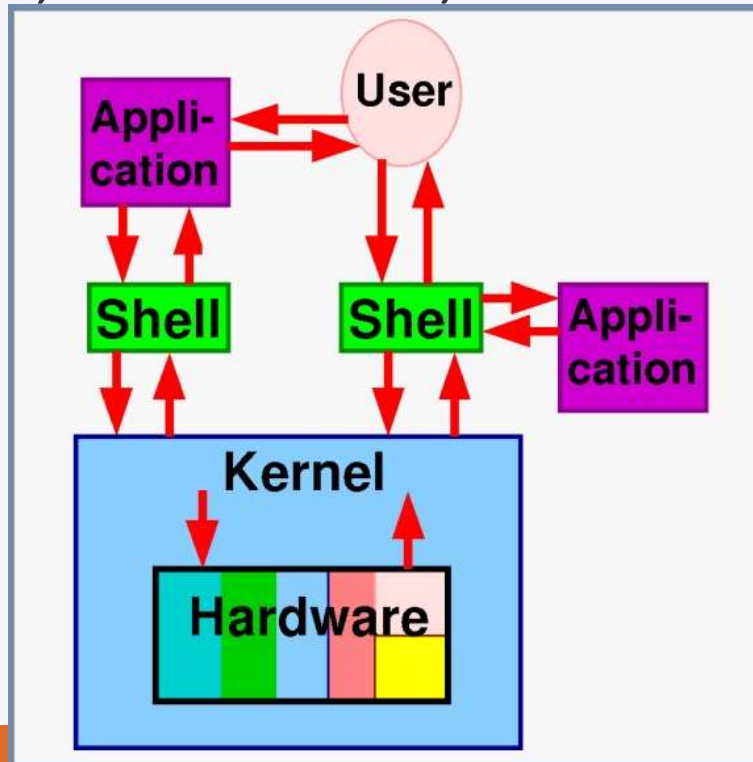 User
Appli-
cation
Shell
Shell
Appli-
cation
Kernel
Hardware